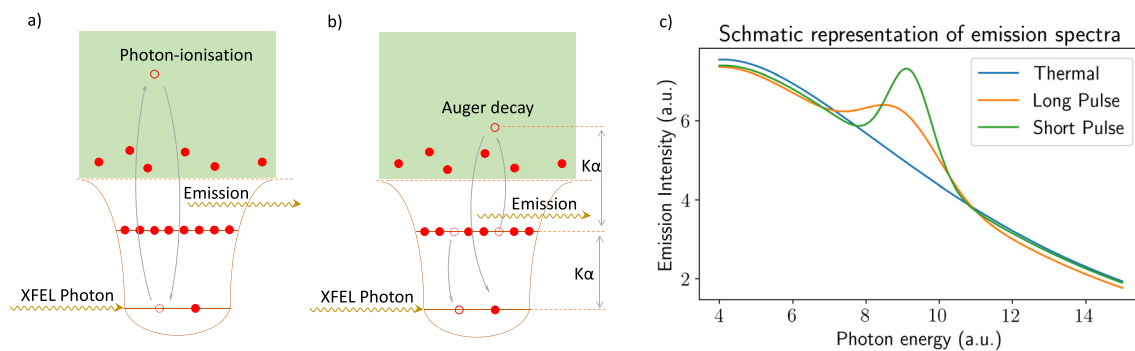 a)
Photon-ionisation
Emission
XFEL Photon
b)
Auger decay
Kα
Emission
Kα
XFEL Photon
c)
Schmatic representation of emission spectra
Emission Intensity (a.u.)
6
4
2
Thermal
Long Pulse
Short Pulse
4 6 8 10 12 14
Photon energy (a.u.)